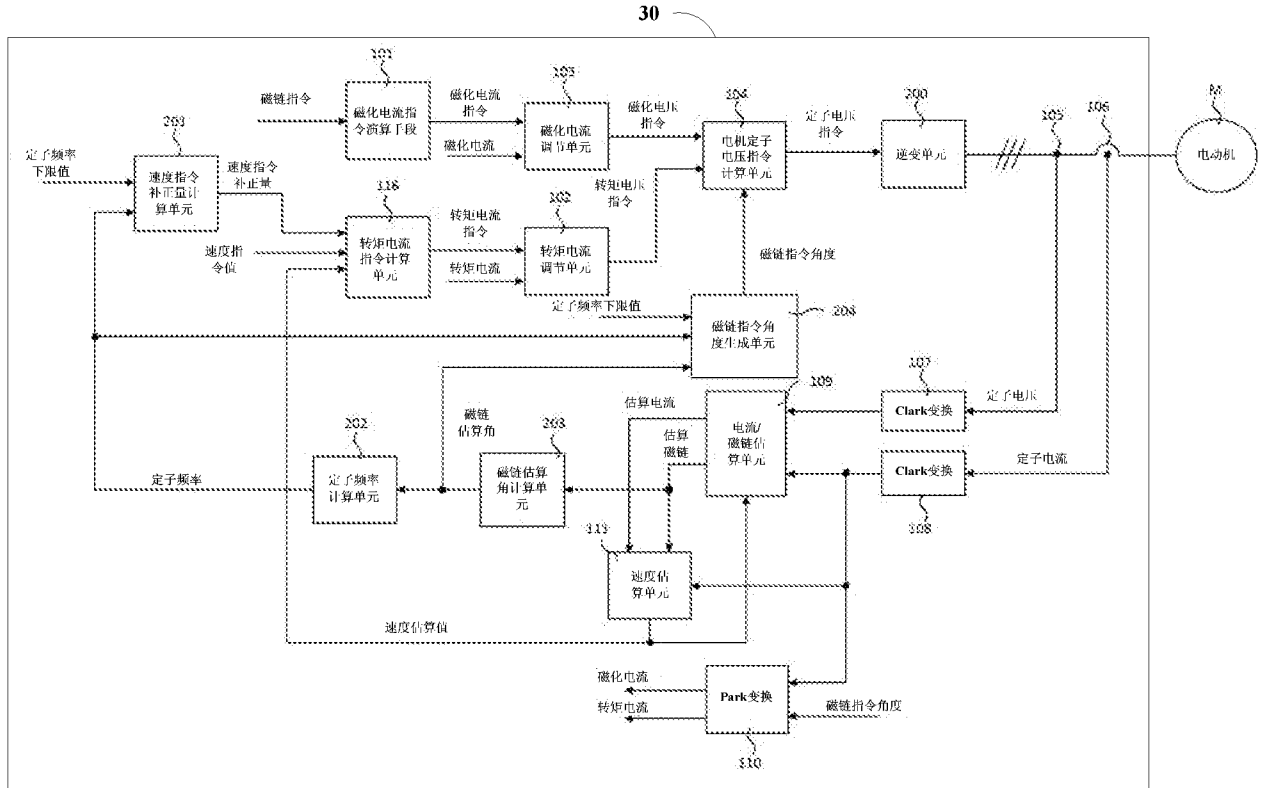 30
101
103
104
200
105
106
M
磁链指令
磁化电流指
令演算手段
磁化电流
指令
磁化电流
磁化电流
调节单元
磁化电压
指令
电机定子
电压指令
计算单元
定子电压
指令
逆变单元
电动机
201
定子频率
下限值
速度指令
补正量计
算单元
速度指令
补正量
116
102
速度指
令值
转矩电流
指令计算
单元
转矩电流
指令
转矩电流
转矩电流
调节单元
转矩电压
指令
磁链指令角度
定子频率下限值
204
磁链指令角
度生成单元
109
107
定子电压
Clark变换
估算电流
估算
磁链
电流/
磁链估
算单元
磁链
估算角
202
203
定子频率
定子频率
计算单元
磁链估算
角计算单
元
Clark变换
定子电流
108
113
速度估
算单元
速度估算值
磁化电流
转矩电流
Park变换
磁链指令角度
110